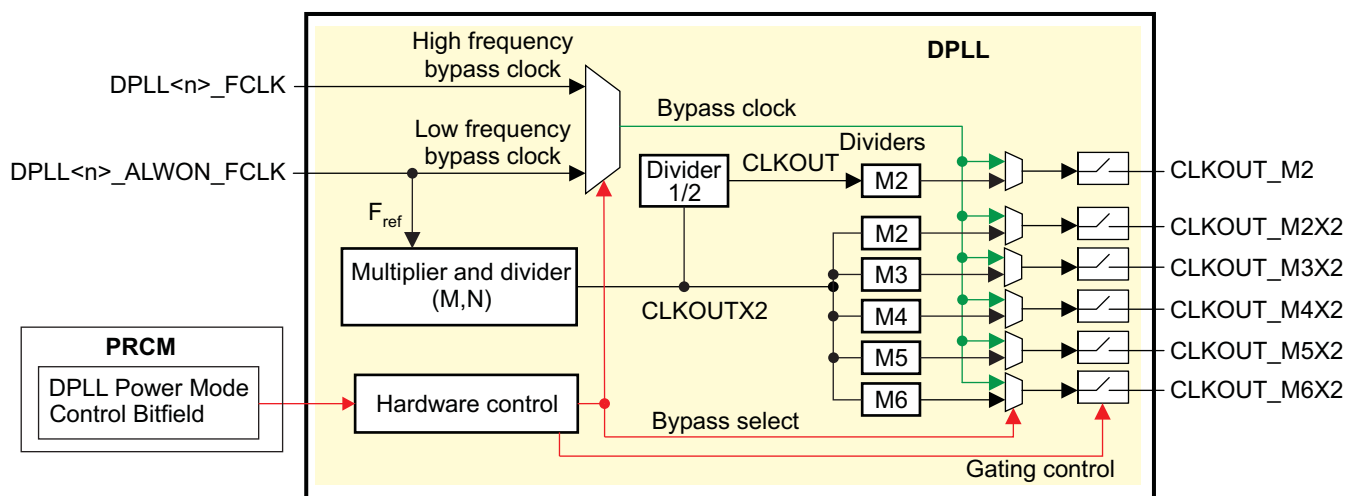 DPLL
High frequency
bypass clock
DPLL<n>_FCLK
Bypass clock
Low frequency
bypass clock
DPLL<n>_ALWON_FCLK
Dividers
Divider
1/2
CLKOUT
M2
CLKOUT_M2
F_ref
M2
CLKOUT_M2X2
Multiplier and divider
(M,N)
CLKOUTX2
M3
CLKOUT_M3X2
M4
CLKOUT_M4X2
M5
CLKOUT_M5X2
M6
CLKOUT_M6X2
PRCM
DPLL Power Mode
Control Bitfield
Hardware control
Bypass select
Gating control